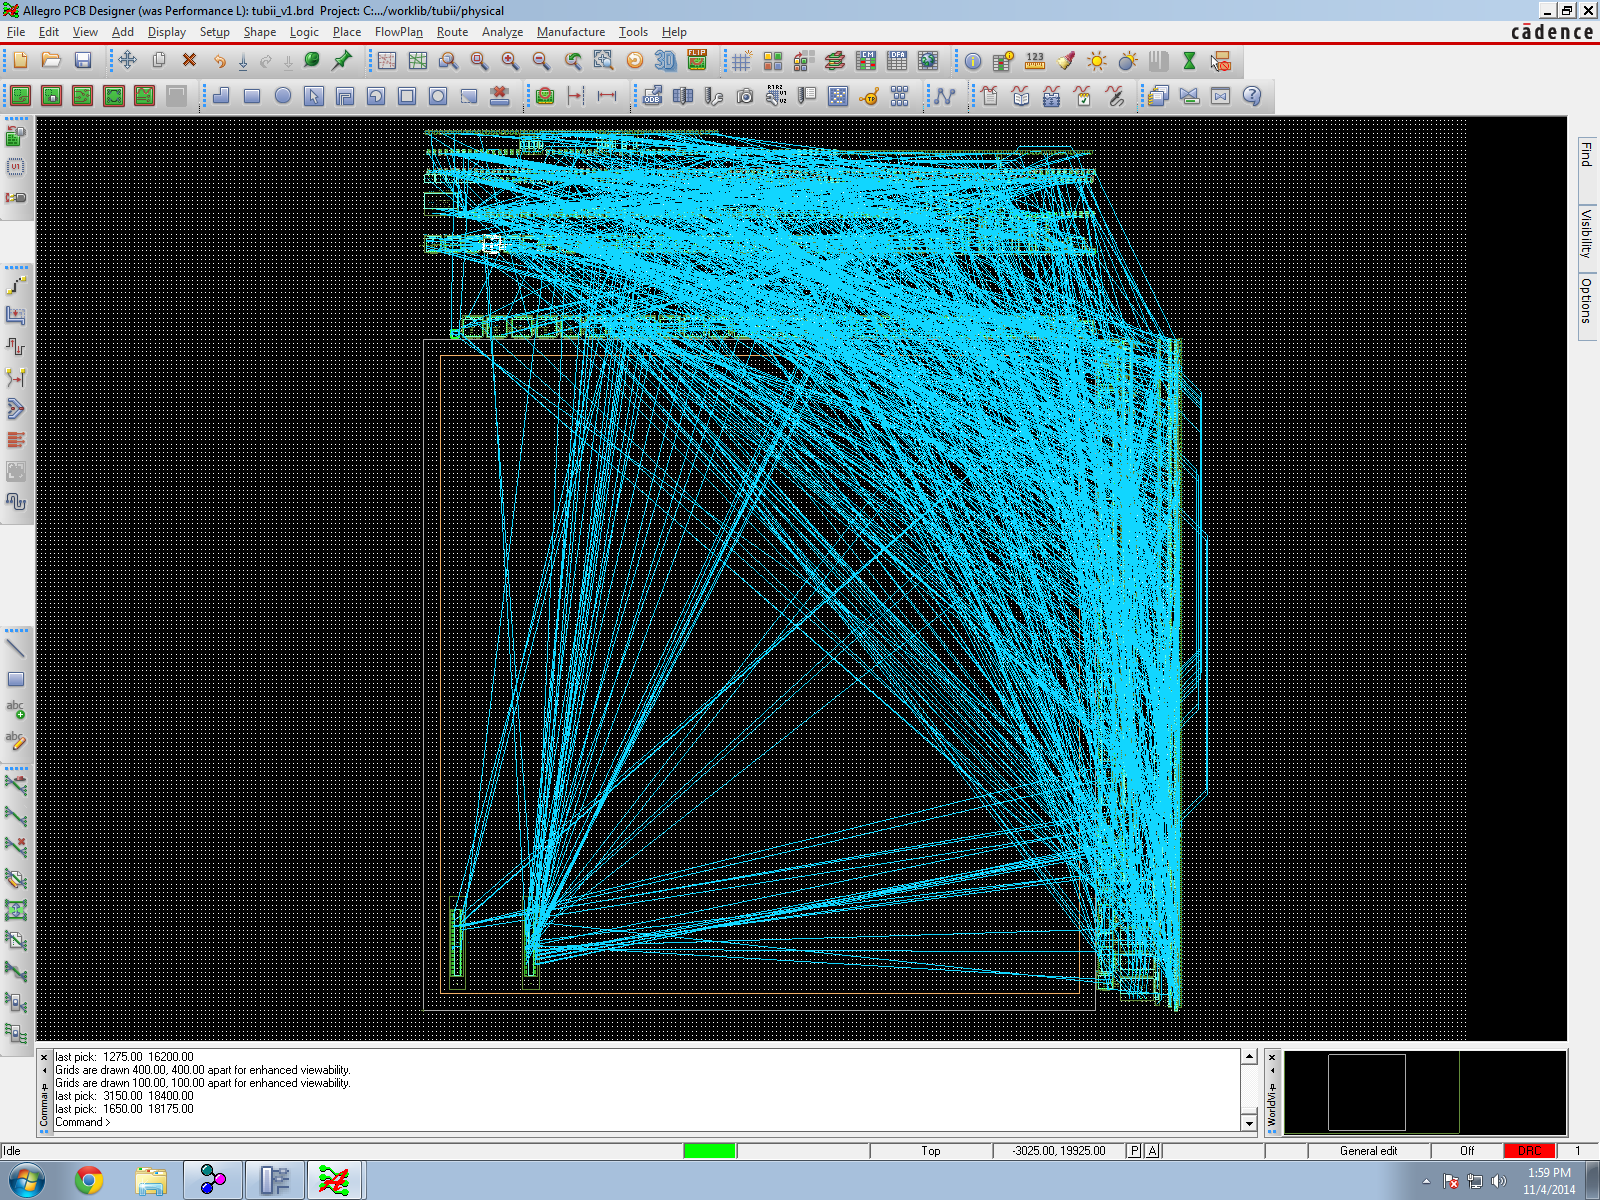 Allegro PCB Designer (was Performance L): tubii_v1.brd Project: C:.../worklib/tubii/physical
File Edit View Add Display Setup Shape Logic Place FlowPlan Route Analyze Manufacture Tools Help
cādence
Find
Visibility
Options
last pick: 1275.00 16200.00
Grids are drawn 400.00, 400.00 apart for enhanced viewability.
Grids are drawn 100.00, 100.00 apart for enhanced viewability.
last pick: 3150.00 18400.00
last pick: 1650.00 18175.00
Command >
Idle
Top
-3025.00, 19925.00
P
A
General edit
Off
DRC
1
1:59 PM
11/4/2014